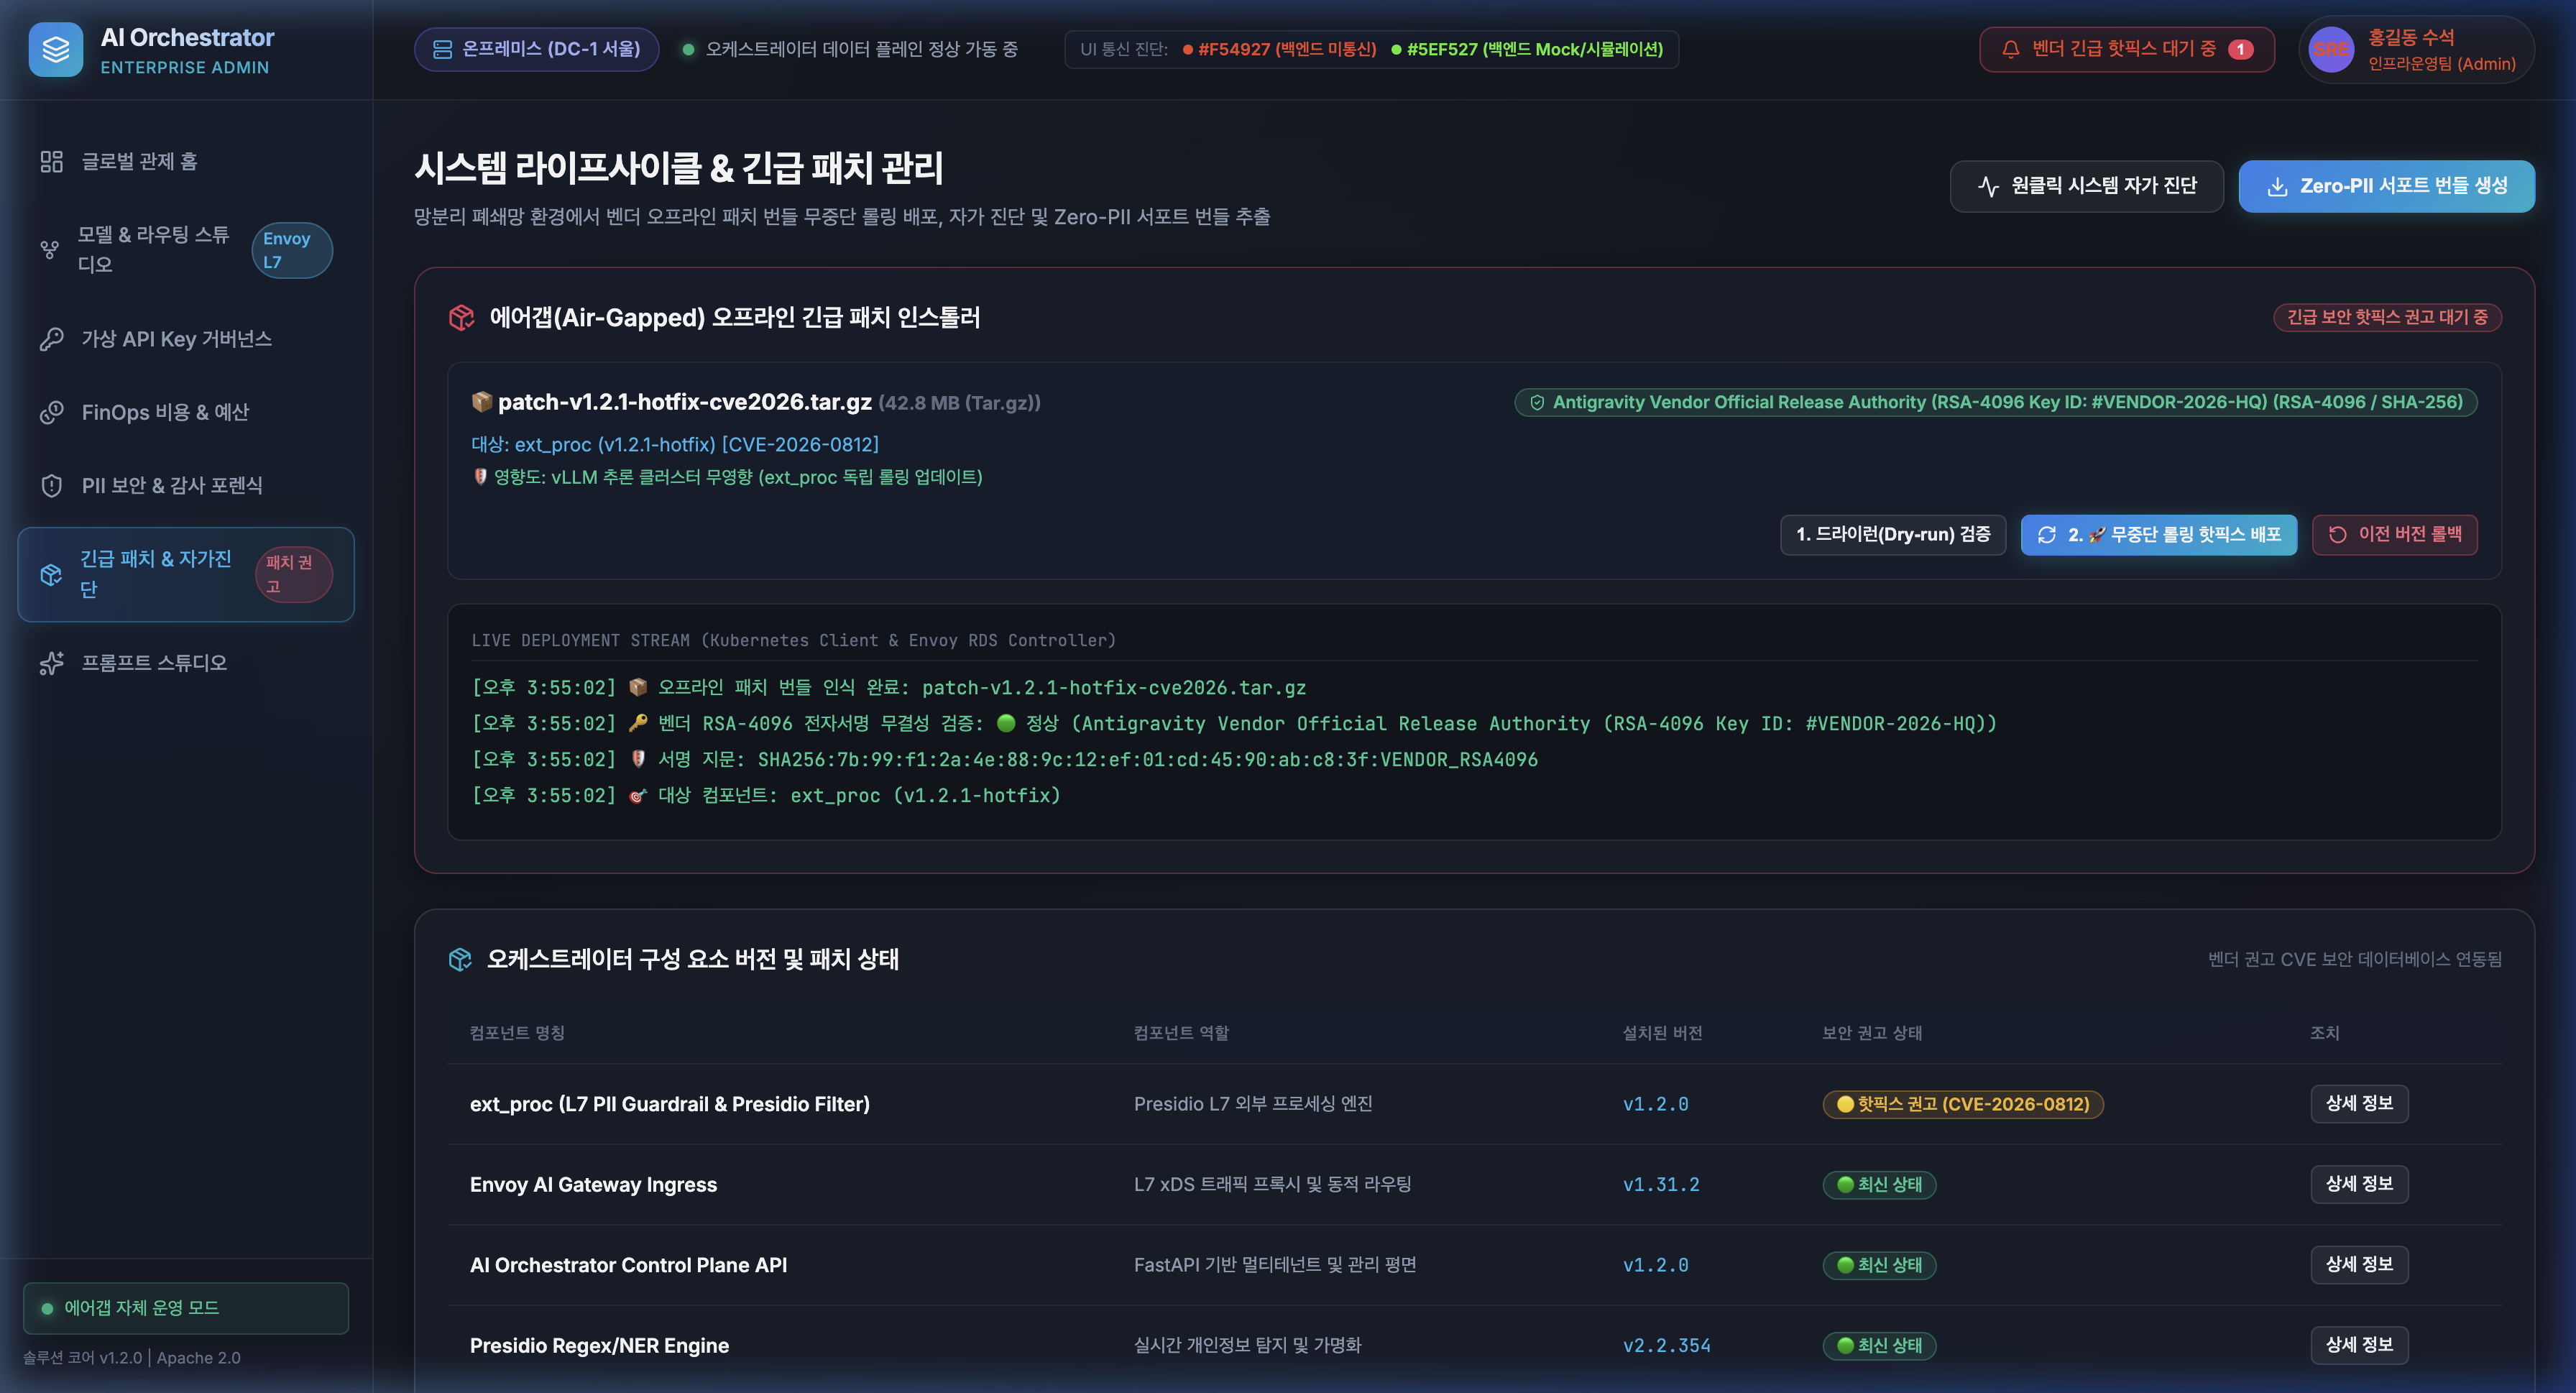 AI Orchestrator
ENTERPRISE ADMIN
온프레미스 (DC-1 서울)
오케스트레이터 데이터 플레인 정상 가동 중
UI 통신 진단: #F54927 (백엔드 미통신) #5EF527 (백엔드 Mock/시뮬레이션)
벤더 긴급 핫픽스 대기 중 1
SRE
홍길동 수석
인프라운영팀 (Admin)
글로벌 관제 홈
모델 & 라우팅 스튜
디오
Envoy
L7
가상 API Key 거버넌스
FinOps 비용 & 예산
PII 보안 & 감사 포렌식
긴급 패치 & 자가진
단
패치 권
고
프롬프트 스튜디오
에어갭 자체 운영 모드
솔루션 코어 v1.2.0 | Apache 2.0
시스템 라이프사이클 & 긴급 패치 관리
망분리 폐쇄망 환경에서 벤더 오프라인 패치 번들 무중단 롤링 배포, 자가 진단 및 Zero-PII 서포트 번들 추출
원클릭 시스템 자가 진단
Zero-PII 서포트 번들 생성
에어갭(Air-Gapped) 오프라인 긴급 패치 인스톨러
긴급 보안 핫픽스 권고 대기 중
📦 patch-v1.2.1-hotfix-cve2026.tar.gz (42.8 MB (Tar.gz))
Antigravity Vendor Official Release Authority (RSA-4096 Key ID: #VENDOR-2026-HQ) (RSA-4096 / SHA-256)
대상: ext_proc (v1.2.1-hotfix) [CVE-2026-0812]
🛡️ 영향도: vLLM 추론 클러스터 무영향 (ext_proc 독립 롤링 업데이트)
1. 드라이런(Dry-run) 검증
2. 🚀 무중단 롤링 핫픽스 배포
이전 버전 롤백
LIVE DEPLOYMENT STREAM (Kubernetes Client & Envoy RDS Controller)
[오후 3:55:02] 📦 오프라인 패치 번들 인식 완료: patch-v1.2.1-hotfix-cve2026.tar.gz
[오후 3:55:02] 🔑 벤더 RSA-4096 전자서명 무결성 검증: 🟢 정상 (Antigravity Vendor Official Release Authority (RSA-4096 Key ID: #VENDOR-2026-HQ))
[오후 3:55:02] 🛡️ 서명 지문: SHA256:7b:99:f1:2a:4e:88:9c:12:ef:01:cd:45:90:ab:c8:3f:VENDOR_RSA4096
[오후 3:55:02] 🎯 대상 컴포넌트: ext_proc (v1.2.1-hotfix)
오케스트레이터 구성 요소 버전 및 패치 상태
벤더 권고 CVE 보안 데이터베이스 연동됨
컴포넌트 명칭 컴포넌트 역할 설치된 버전 보안 권고 상태 조치
ext_proc (L7 PII Guardrail & Presidio Filter) Presidio L7 외부 프로세싱 엔진 v1.2.0 🟡 핫픽스 권고 (CVE-2026-0812) 상세 정보
Envoy AI Gateway Ingress L7 xDS 트래픽 프록시 및 동적 라우팅 v1.31.2 🟢 최신 상태 상세 정보
AI Orchestrator Control Plane API FastAPI 기반 멀티테넌트 및 관리 평면 v1.2.0 🟢 최신 상태 상세 정보
Presidio Regex/NER Engine 실시간 개인정보 탐지 및 가명화 v2.2.354 🟢 최신 상태 상세 정보